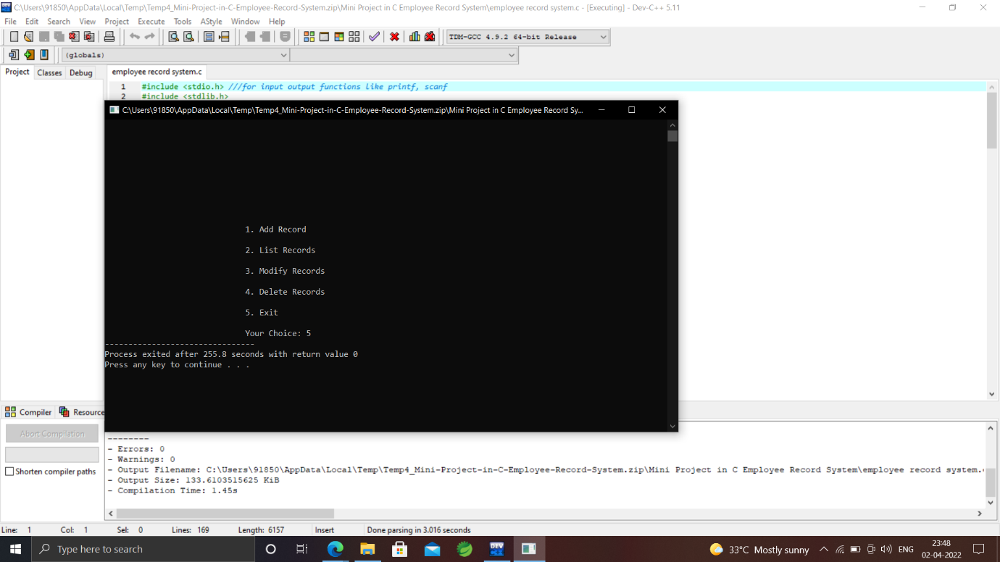 C:\Users\91850\AppData\Local\Temp\Temp4_Mini-Project-in-C-Employee-Record-System.zip\Mini Project in C Employee Record System\employee record system.c - [Executing] - Dev-C++ 5.11
File Edit Search View Project Execute Tools AStyle Window Help
TDM-GCC 4.9.2 64-bit Release
(globals)
Project Classes Debug employee record system.c
1 #include <stdio.h> ///for input output functions like printf, scanf
2 #include <stdlib.h>
C:\Users\91850\AppData\Local\Temp\Temp4_Mini-Project-in-C-Employee-Record-System.zip\Mini Project in C Employee Record Sy...
1. Add Record
2. List Records
3. Modify Records
4. Delete Records
5. Exit
Your Choice: 5
--------------------------------
Process exited after 255.8 seconds with return value 0
Press any key to continue . . .
Compiler Resource
Abort Compilation
Shorten compiler paths
--------
- Errors: 0
- Warnings: 0
- Output Filename: C:\Users\91850\AppData\Local\Temp\Temp4_Mini-Project-in-C-Employee-Record-System.zip\Mini Project in C Employee Record System\employee record system.
- Output Size: 133.6103515625 KiB
- Compilation Time: 1.45s
Line: 1 Col: 1 Sel: 0 Lines: 169 Length: 6157 Insert Done parsing in 3.016 seconds
Type here to search
DEV
33°C Mostly sunny
ENG
23:48
02-04-2022